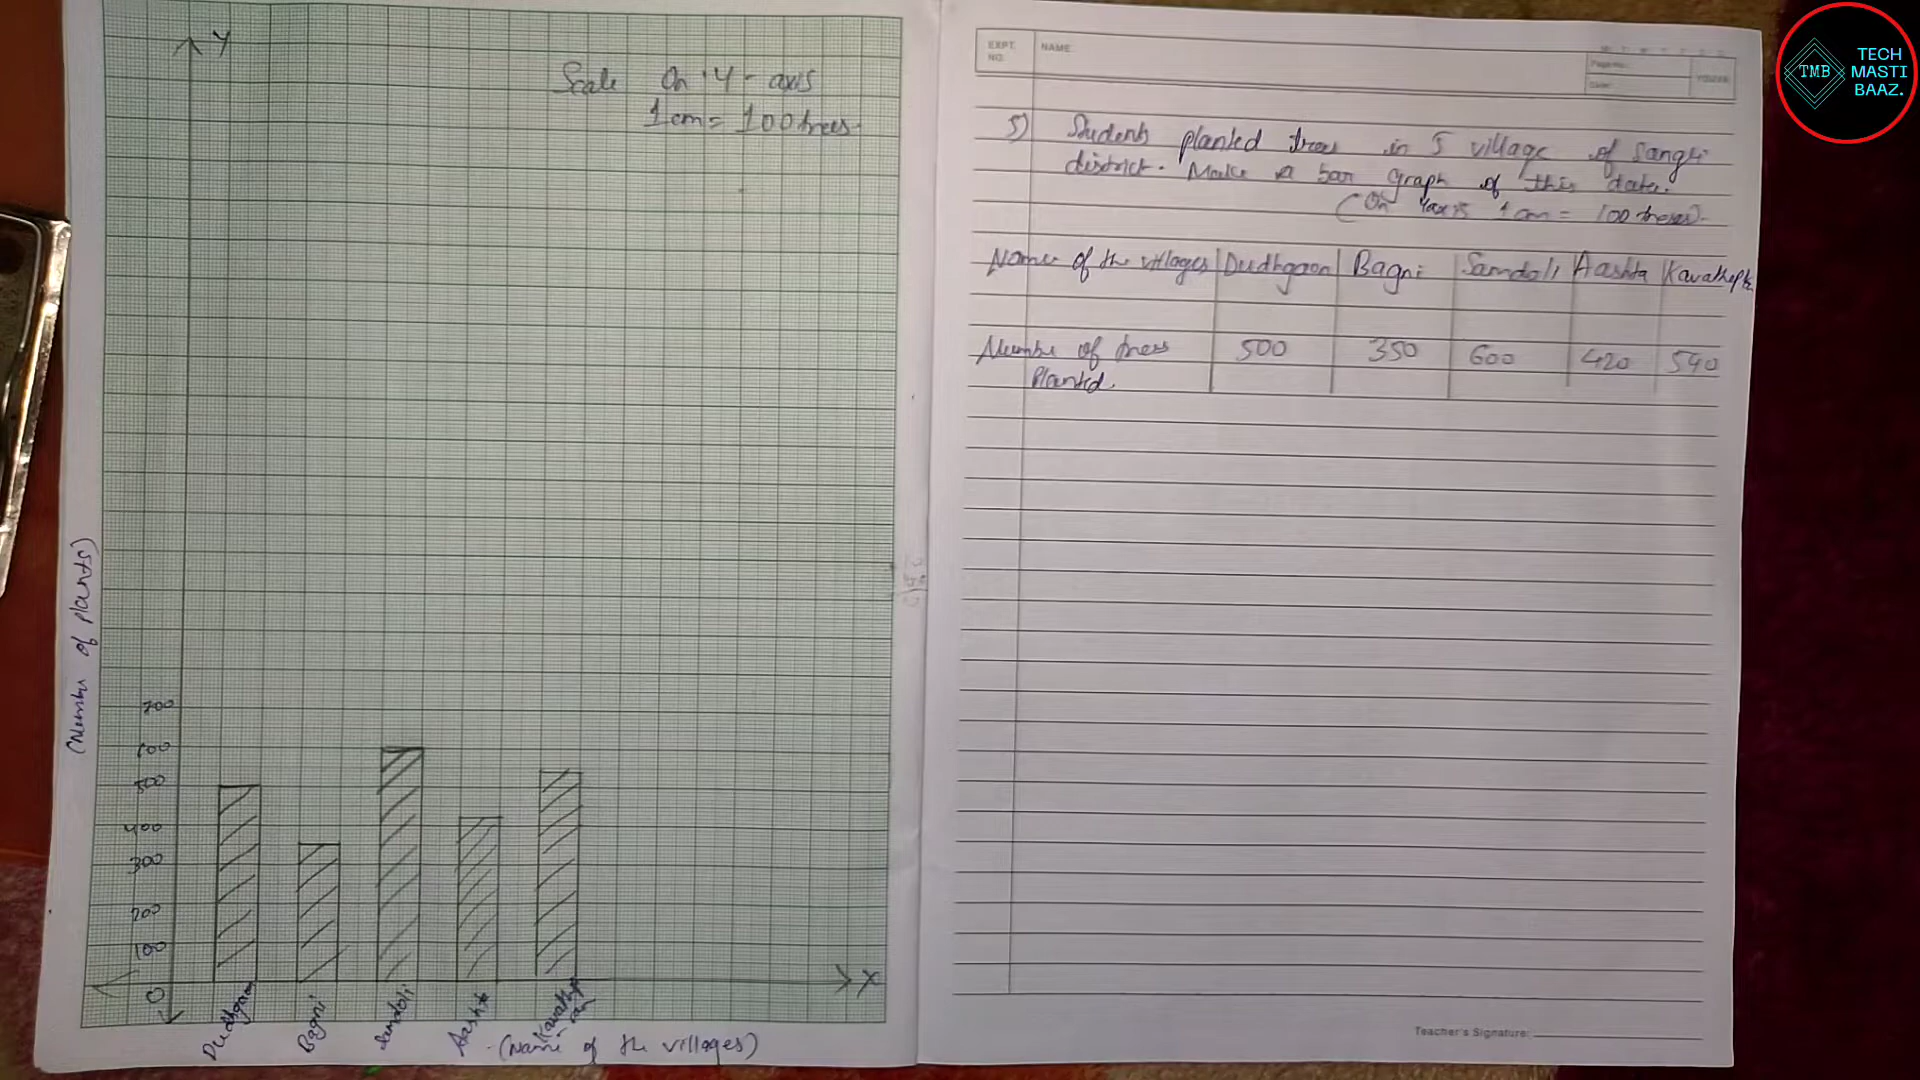 Y
Scale On Y-axis
1 cm = 100 trees
(Number of plants)
700
600
500
400
300
200
100
0
X
Dudhgaon
Bagni
Samdoli
Aashta
(Name of the villages)
EXPT. NO.
NAME:
TMB
TECH
MASTI
BAAZ.
5) Students planted trees in 5 village of Sangli
district. Make a bar graph of this data.
(On Yaxis 1 cm = 100 trees).
Name of the villages Dudhgaon Bagni Samdoli Aashta Kavathepi
Number of trees 500 350 600 420 540
Planted.
Teacher's Signature: